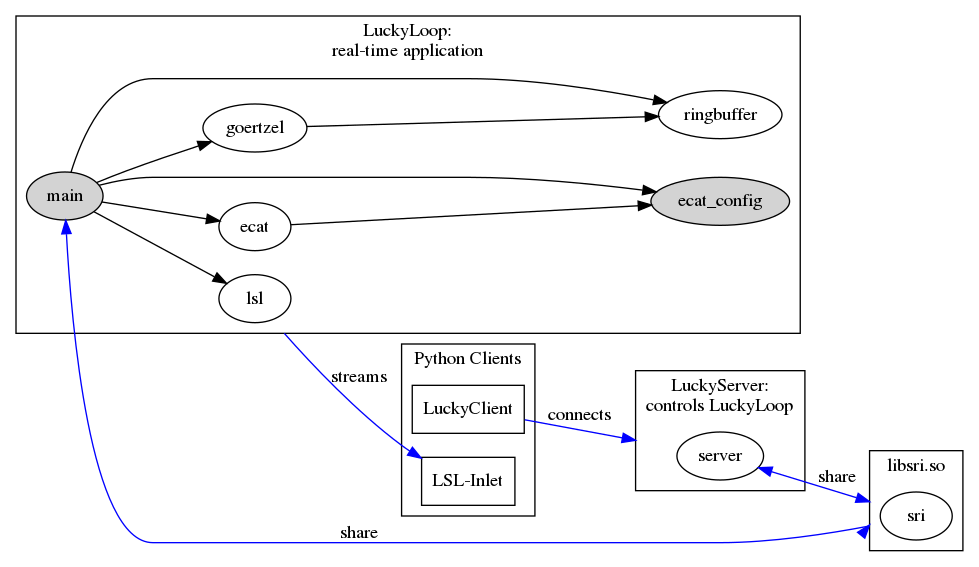 LuckyLoop:
real-time application
ringbuffer
goertzel
main
ecat_config
ecat
lsl
Python Clients
streams
LuckyClient
connects
LuckyServer:
controls LuckyLoop
server
LSL-Inlet
share
libsri.so
sri
share